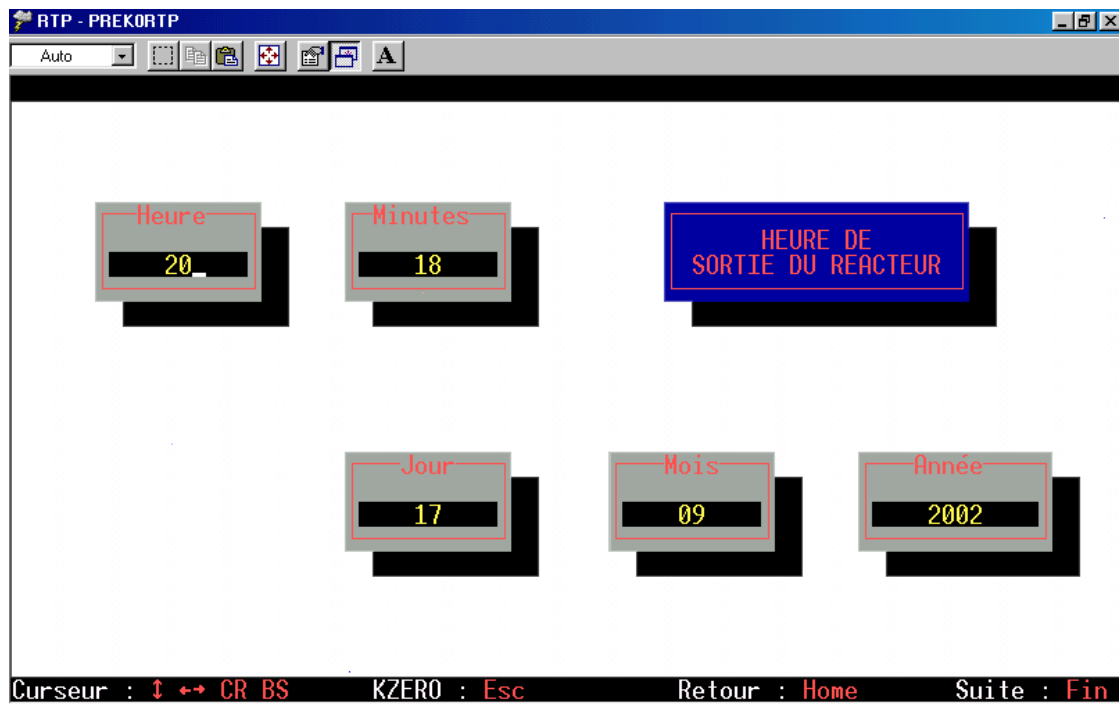 RTP - PREKORTP
Auto
A
Heure
20_
Minutes
18
HEURE DE
SORTIE DU REACTEUR
Jour
17
Mois
09
Année
2002
Curseur : ↕ ↔ CR BS KZERO : Esc Retour : Home Suite : Fin